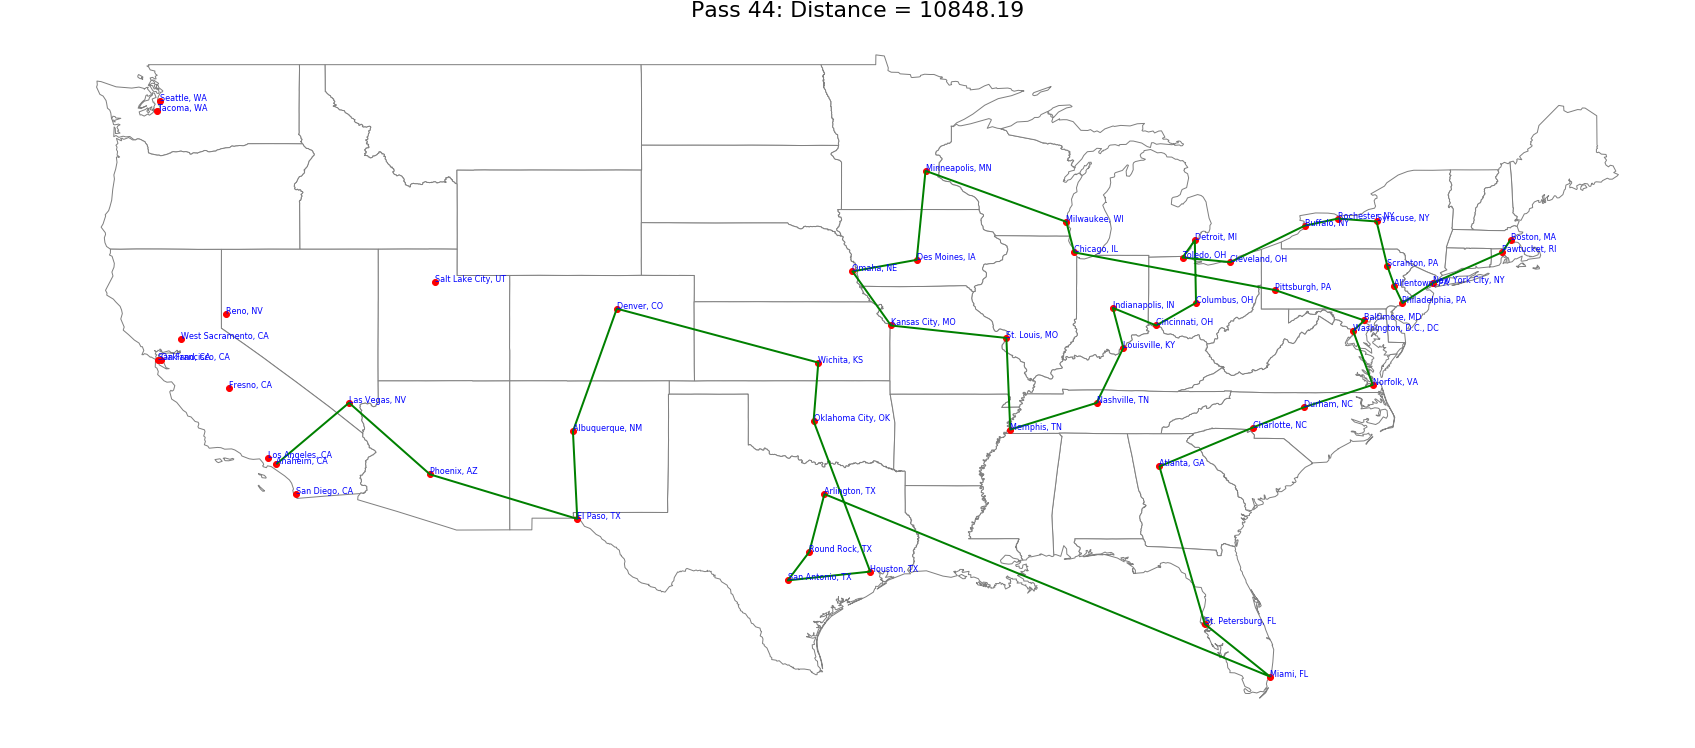 Pass 44: Distance = 10848.19
Seattle, WA
Tacoma, WA
Minneapolis, MN
Milwaukee, WI
Rochester, NY
Syracuse, NY
Buffalo, NY
Detroit, MI
Boston, MA
Chicago, IL
Pawtucket, RI
Des Moines, IA
Toledo, OH
Cleveland, OH
Scranton, PA
Omaha, NE
Salt Lake City, UT
New York City, NY
Allentown, PA
Pittsburgh, PA
Columbus, OH
Philadelphia, PA
Denver, CO
Indianapolis, IN
Reno, NV
Baltimore, MD
Kansas City, MO
Cincinnati, OH
Washington, D.C., DC
West Sacramento, CA
St. Louis, MO
Louisville, KY
San Francisco, CA
Wichita, KS
Fresno, CA
Norfolk, VA
Las Vegas, NV
Nashville, TN
Durham, NC
Oklahoma City, OK
Albuquerque, NM
Memphis, TN
Charlotte, NC
Los Angeles, CA
Anaheim, CA
Atlanta, GA
Phoenix, AZ
San Diego, CA
Arlington, TX
El Paso, TX
Round Rock, TX
San Antonio, TX
Houston, TX
St. Petersburg, FL
Miami, FL